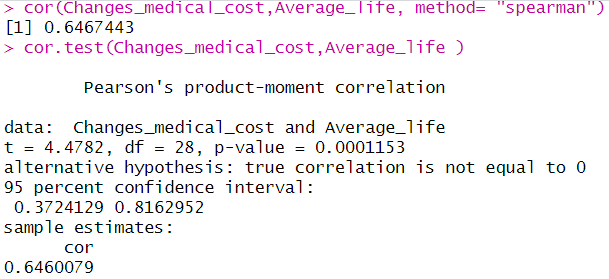 > cor(Changes_medical_cost,Average_life, method= "spearman")
[1] 0.6467443
> cor.test(Changes_medical_cost,Average_life )
Pearson's product-moment correlation
data:  Changes_medical_cost and Average_life
t = 4.4782, df = 28, p-value = 0.0001153
alternative hypothesis: true correlation is not equal to 0
95 percent confidence interval:
0.3724129 0.8162952
sample estimates:
cor
0.6460079